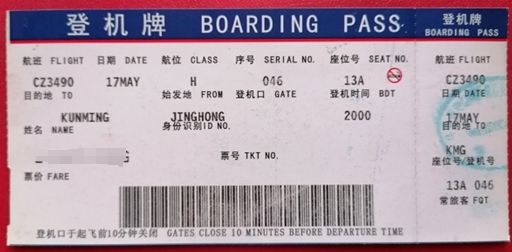 登机牌 BOARDING PASS
登机牌
BOARDING PASS
航班 FLIGHT 日期 DATE 航位 CLASS 序号 SERIAL NO. 座位号 SEAT NO.
CZ3490 17MAY H 046 13A
目的地 TO 始发地 FROM 登机口 GATE 登机时间 BDT
KUNMING JINGHONG 2000
姓名 NAME 身份识别ID NO.
G
票号 TKT NO.
票价 FARE
登机口于起飞前10分钟关闭 GATES CLOSE 10 MINUTES BEFORE DEPARTURE TIME
航班 FLIGHT
CZ3490
日期 DATE
17MAY
目的地 TO
KMG
座位号/登机号
13A 046
常旅客 FQT